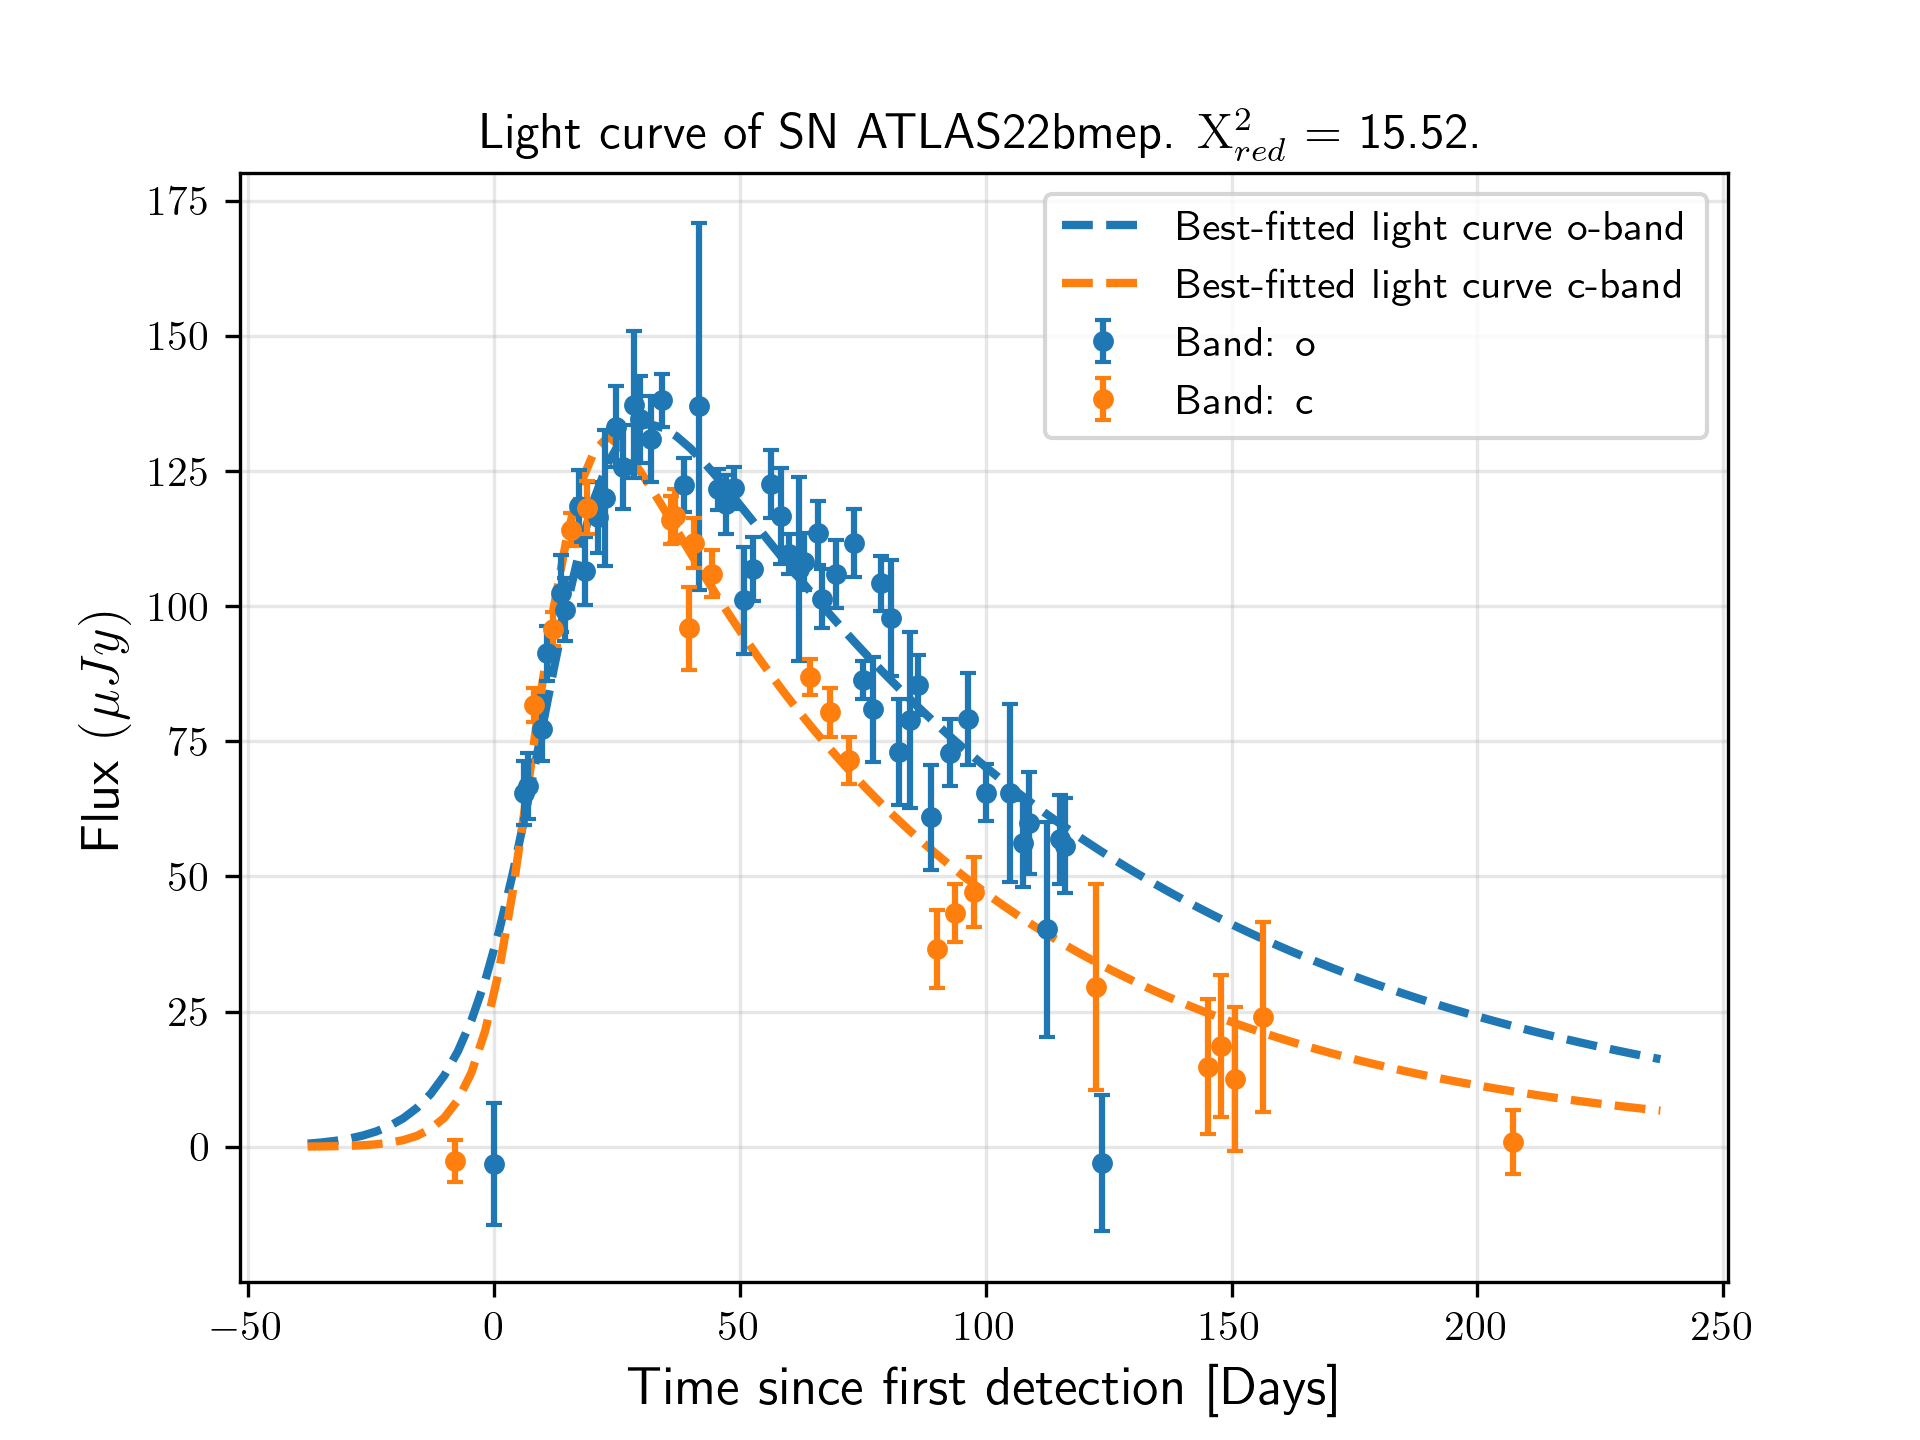 Light curve of SN ATLAS22bmep. X²_red = 15.52.
Best-fitted light curve o-band
Best-fitted light curve c-band
Band: o
Band: c
Flux (μJy)
175
150
125
100
75
50
25
0
−50 0 50 100 150 200 250
Time since first detection [Days]